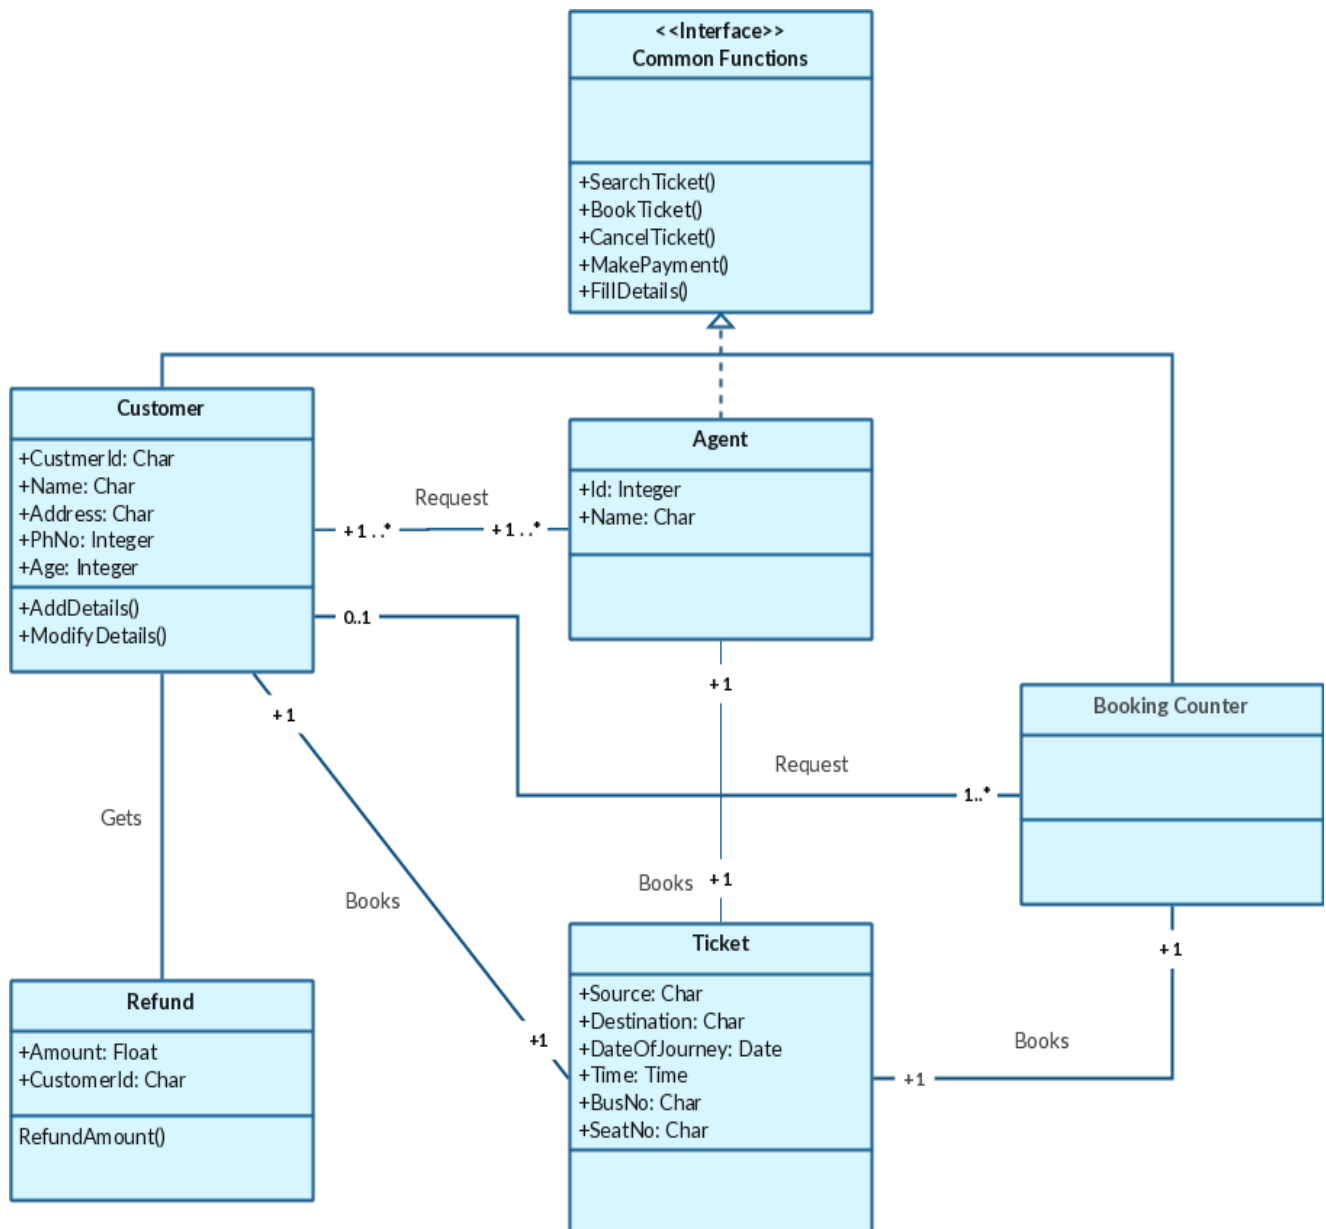 <<Interface>>
Common Functions
+SearchTicket()
+BookTicket()
+CancelTicket()
+MakePayment()
+FillDetails()
Customer
+CustmerId: Char
+Name: Char
+Address: Char
+PhNo: Integer
+Age: Integer
+AddDetails()
+ModifyDetails()
Request
+1..*
+1..*
Agent
+Id: Integer
+Name: Char
0..1
+1
+1
Booking Counter
Request
1..*
Gets
Books
Books
+1
+1
Refund
+Amount: Float
+CustomerId: Char
RefundAmount()
+1
Ticket
+Source: Char
+Destination: Char
+DateOfJourney: Date
+Time: Time
+BusNo: Char
+SeatNo: Char
Books
+1